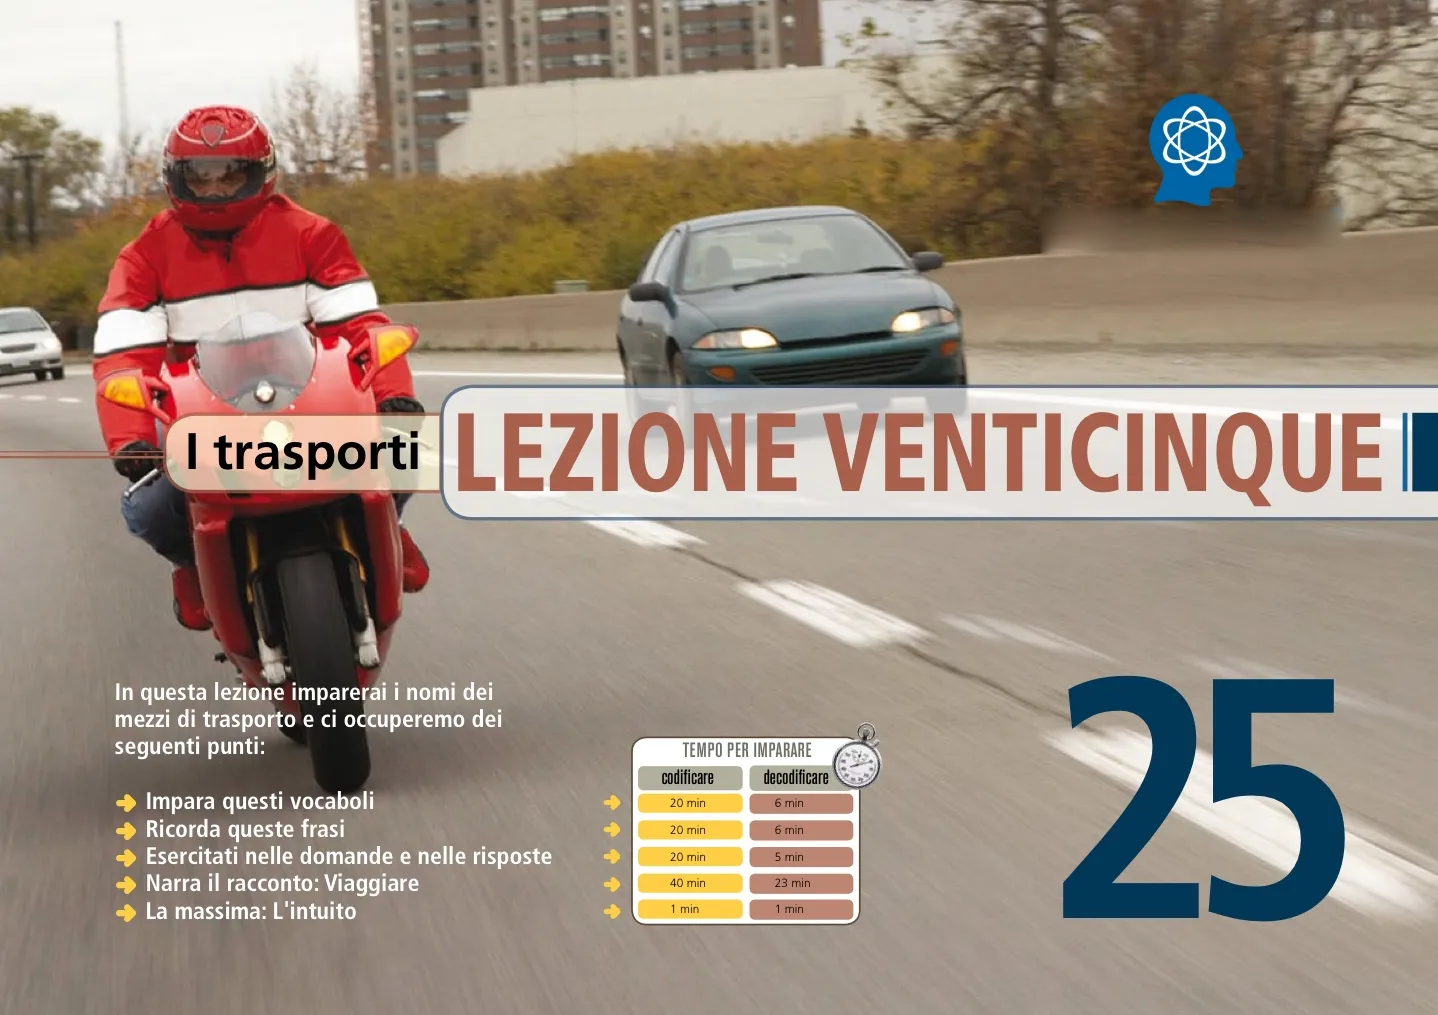 I trasporti
LEZIONE VENTICINQUE
In questa lezione imparerai i nomi dei
mezzi di trasporto e ci occuperemo dei
seguenti punti:
Impara questi vocaboli
Ricorda queste frasi
Esercitati nelle domande e nelle risposte
Narra il racconto: Viaggiare
La massima: L'intuito
TEMPO PER IMPARARE
codificare decodificare
20 min 6 min
20 min 6 min
20 min 5 min
40 min 23 min
1 min 1 min
25